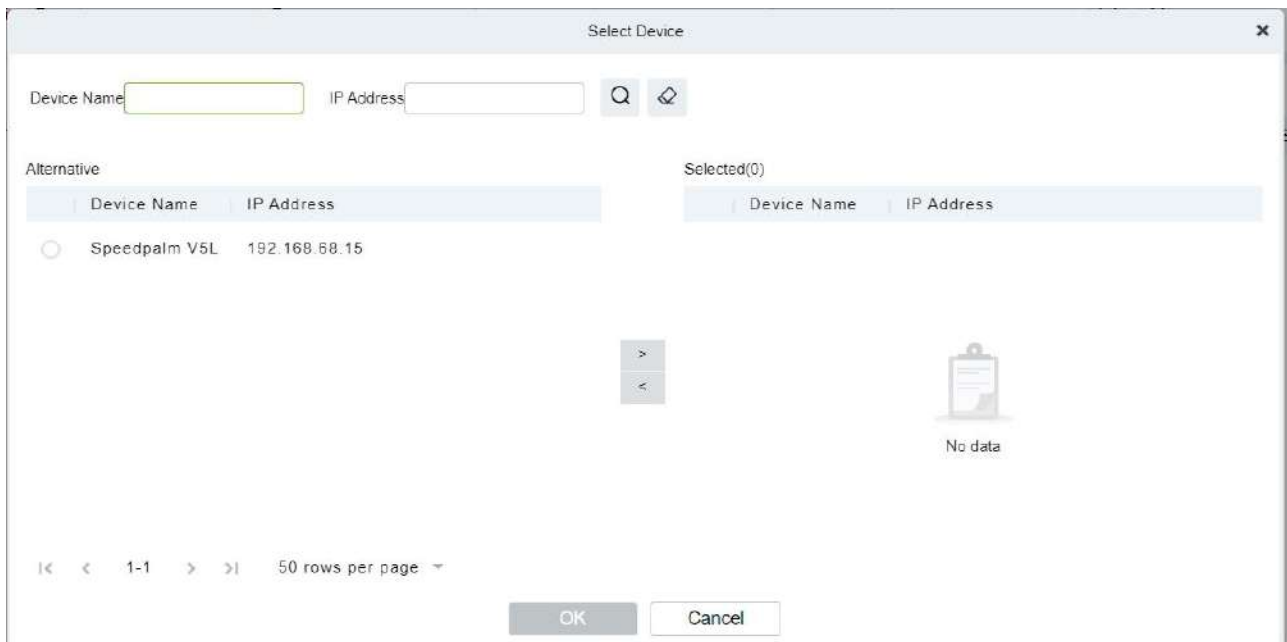 Select Device
Device Name IP Address
Alternative Selected(0)
Device Name IP Address Device Name IP Address
Speedpalm V5L 192.168.68.15
>
<
No data
|< < 1-1 > >| 50 rows per page
OK Cancel